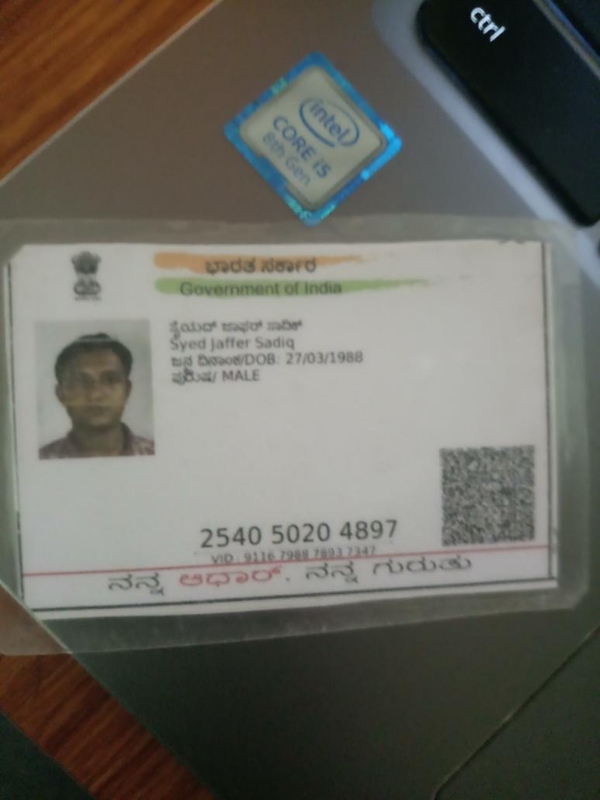 ctrl
intel
CORE i5
8th Gen
ಭಾರತ ಸರ್ಕಾರ
Government of India
ಸೈಯದ್ ಜಾಫರ್ ಸಾದಿಕ್
Syed Jaffer Sadiq
ಜನ್ಮ ದಿನಾಂಕ/DOB: 27/03/1988
ಪುರುಷ/ MALE
2540 5020 4897
VID : 9116 7988 7893 7347
ನನ್ನ ಆಧಾರ್, ನನ್ನ ಗುರುತು